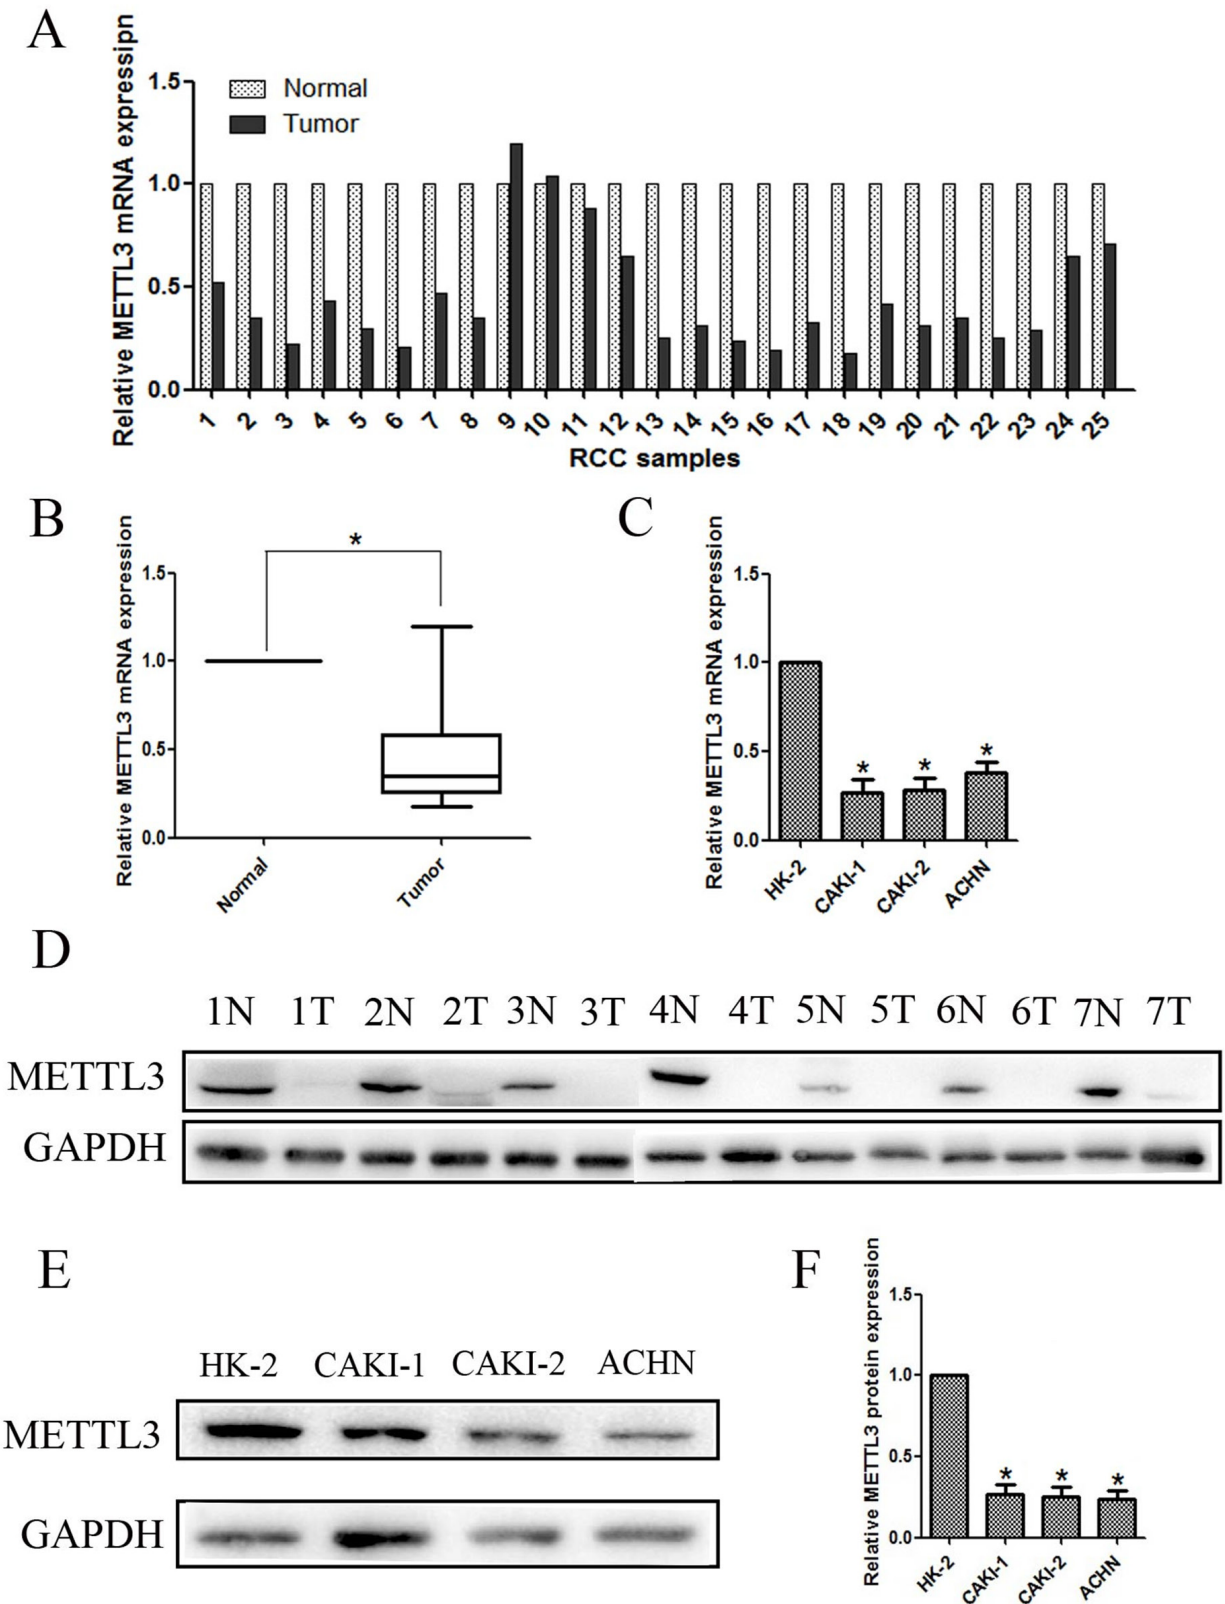 A
Relative METTL3 mRNA expressipn
1.5
1.0
0.5
0.0
Normal
Tumor
1 2 3 4 5 6 7 8 9 10 11 12 13 14 15 16 17 18 19 20 21 22 23 24 25
RCC samples
B
Relative METTL3 mRNA expression
1.5
1.0
0.5
0.0
*
Normal Tumor
C
Relative METTL3 mRNA expression
1.5
1.0
0.5
0.0
* * *
HK-2 CAKI-1 CAKI-2 ACHN
D
1N 1T 2N 2T 3N 3T 4N 4T 5N 5T 6N 6T 7N 7T
METTL3
GAPDH
E
HK-2 CAKI-1 CAKI-2 ACHN
METTL3
GAPDH
F
Relative METTL3 protein expression
1.5
1.0
0.5
0.0
* * *
HK-2 CAKI-1 CAKI-2 ACHN